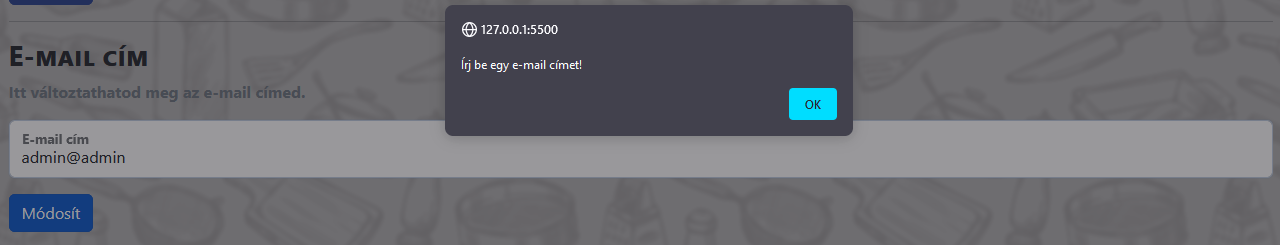 127.0.0.1:5500
Írj be egy e-mail címet!
OK
E-mail cím
Itt változtathatod meg az e-mail címed.
E-mail cím
admin@admin
Módosít